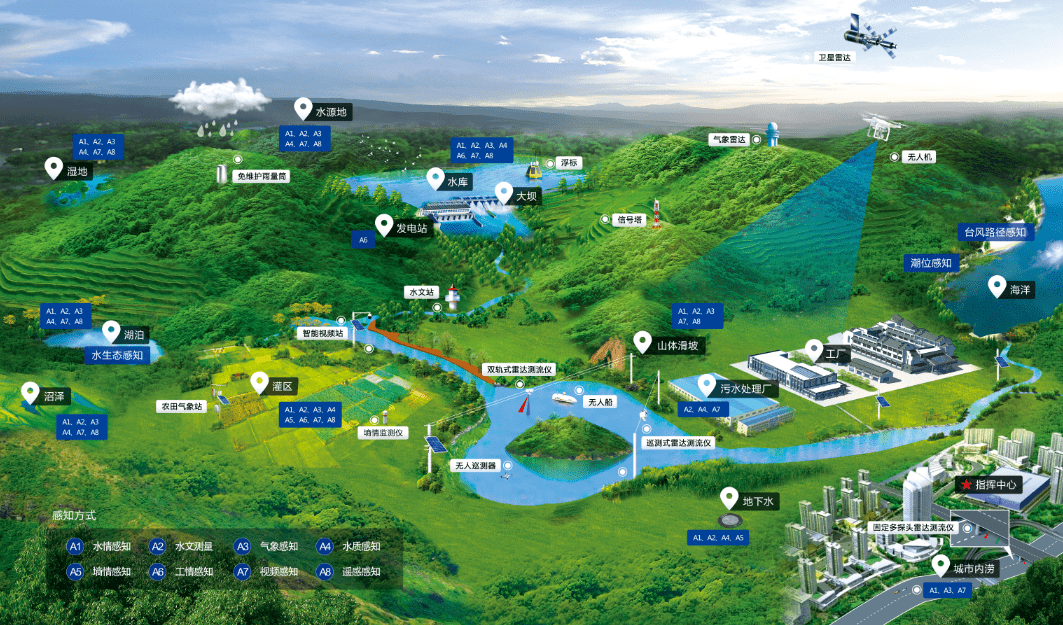 卫星雷达
水源地
A1、A2、A3
A4、A7、A8
A1、A2、A3
A4、A7、A8
湿地
免维护雨量筒
A1、A2、A3、A4
A6、A7、A8
浮标
水库
大坝
发电站
A6
气象雷达
无人机
信号塔
台风路径感知
潮位感知
海洋
水文站
A1、A2、A3
A4、A7、A8
湖泊
水生态感知
智能视频站
A1、A2、A3
A7、A8
山体滑坡
工厂
双轨式雷达测流仪
沼泽
A1、A2、A3
A4、A7、A8
灌区
农田气象站
A1、A2、A3、A4
A5、A6、A7、A8
墒情监测仪
无人船
污水处理厂
A2、A4、A7
巡测式雷达测流仪
无人巡测器
地下水
A1、A2、A4、A5
指挥中心
固定多探头雷达测流仪
城市内涝
A1、A3、A7
感知方式
A1 水情感知 A2 水文测量 A3 气象感知 A4 水质感知
A5 墒情感知 A6 工情感知 A7 视频感知 A8 遥感感知